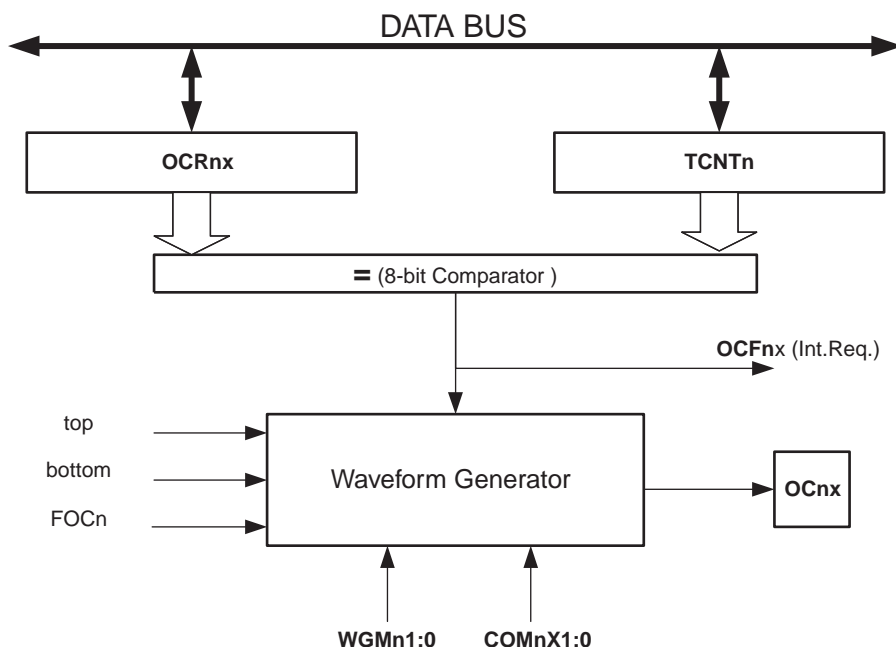 DATA BUS
OCRnx
TCNTn
= (8-bit Comparator )
OCFnx (Int.Req.)
top
bottom
FOCn
Waveform Generator
OCnx
WGMn1:0
COMnX1:0